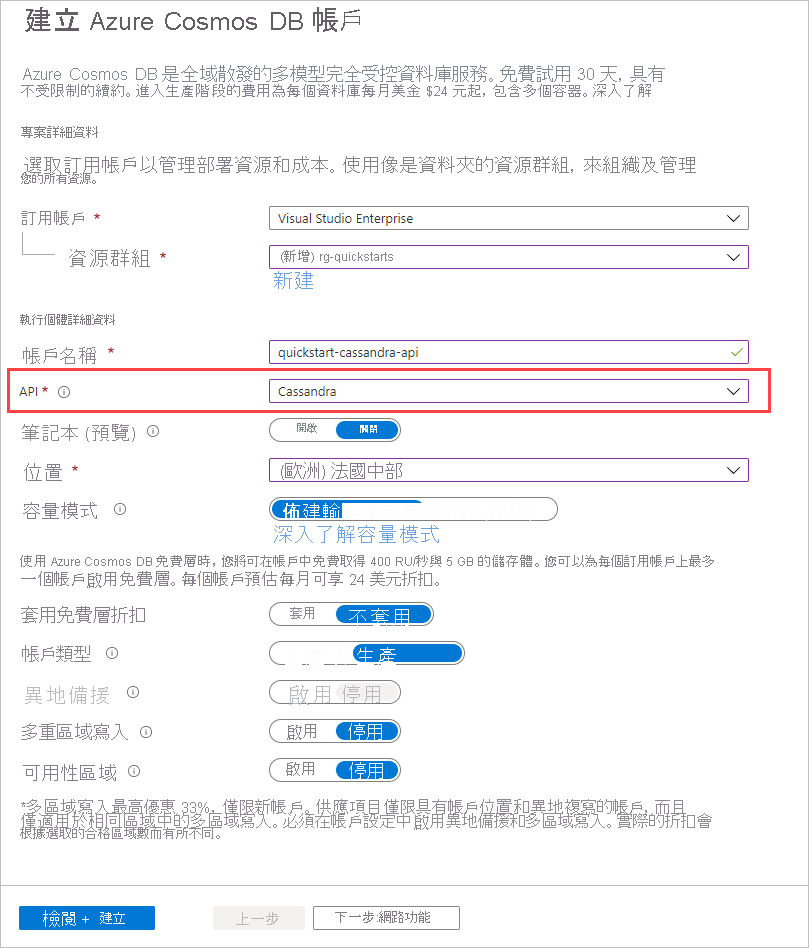 建立 Azure Cosmos DB 帳戶
Azure Cosmos DB 是全域散發的多模型完全受控資料庫服務。免費試用 30 天，具有
不受限制的續約。進入生產階段的費用為每個資料庫每月美金 $24 元起，包含多個容器。深入了解
專案詳細資料
選取訂用帳戶以管理部署資源和成本。使用像是資料夾的資源群組，來組織及管理
您的所有資源。
訂用帳戶 * Visual Studio Enterprise
資源群組 * (新增) rg-quickstarts
新建
執行個體詳細資料
帳戶名稱 * quickstart-cassandra-api
API * Cassandra
筆記本 (預覽) 開啟 關閉
位置 * (歐洲) 法國中部
容量模式 佈建輸
深入了解容量模式
使用 Azure Cosmos DB 免費層時，您將可在帳戶中免費取得 400 RU/秒與 5 GB 的儲存體。您可以為每個訂用帳戶上最多
一個帳戶啟用免費層。每個帳戶預估每月可享 24 美元折扣。
套用免費層折扣 套用 不套用
帳戶類型 生產
異地備援 啟用 停用
多重區域寫入 啟用 停用
可用性區域 啟用 停用
*多區域寫入最高優惠 33%，僅限新帳戶。供應項目僅限具有帳戶位置和異地複寫的帳戶，而且
僅適用於相同區域中的多區域寫入。必須在帳戶設定中啟用異地備援和多區域寫入。實際的折扣會
根據選取的合格區域數而有所不同。
檢閱 + 建立 上一步 下一步:網路功能